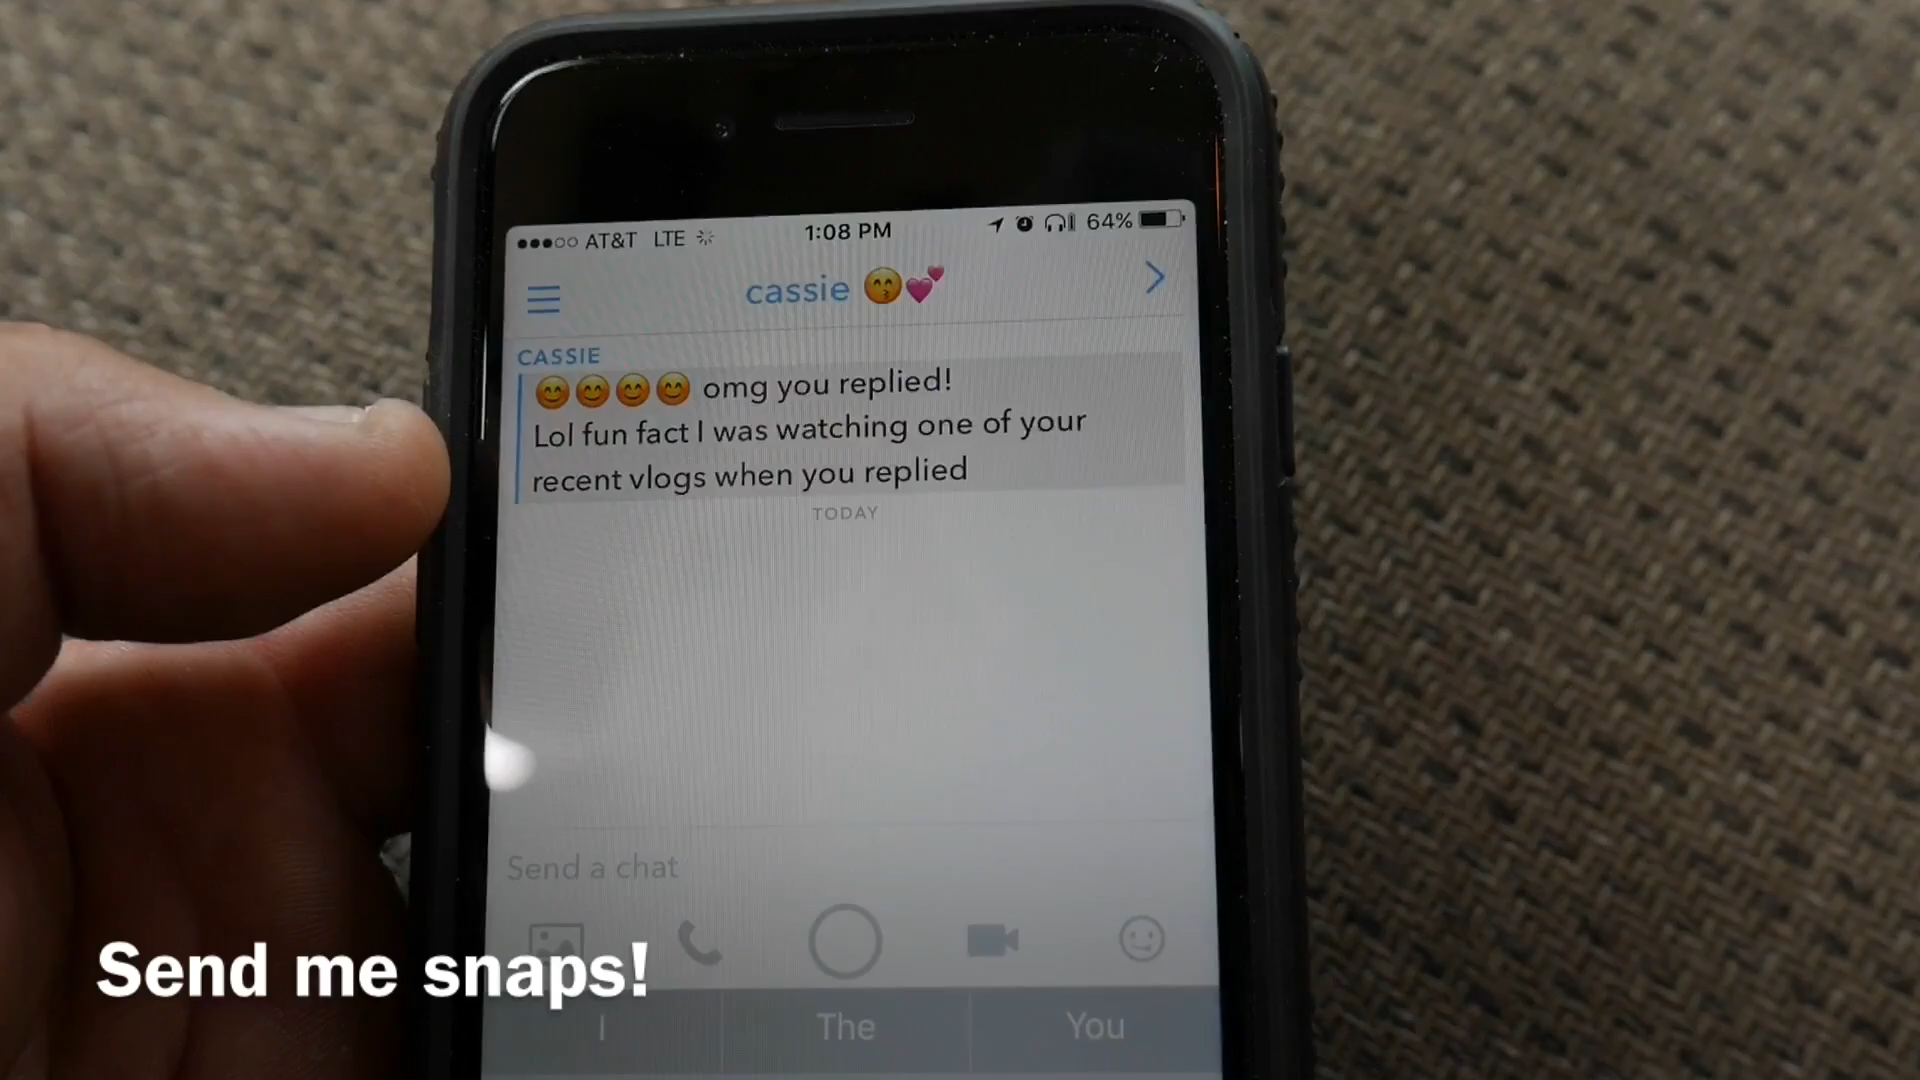 AT&T LTE 1:08 PM 64%
cassie 😙💕
CASSIE
😊😊😊😊 omg you replied!
Lol fun fact I was watching one of your
recent vlogs when you replied
TODAY
Send a chat
Send me snaps!
I The You